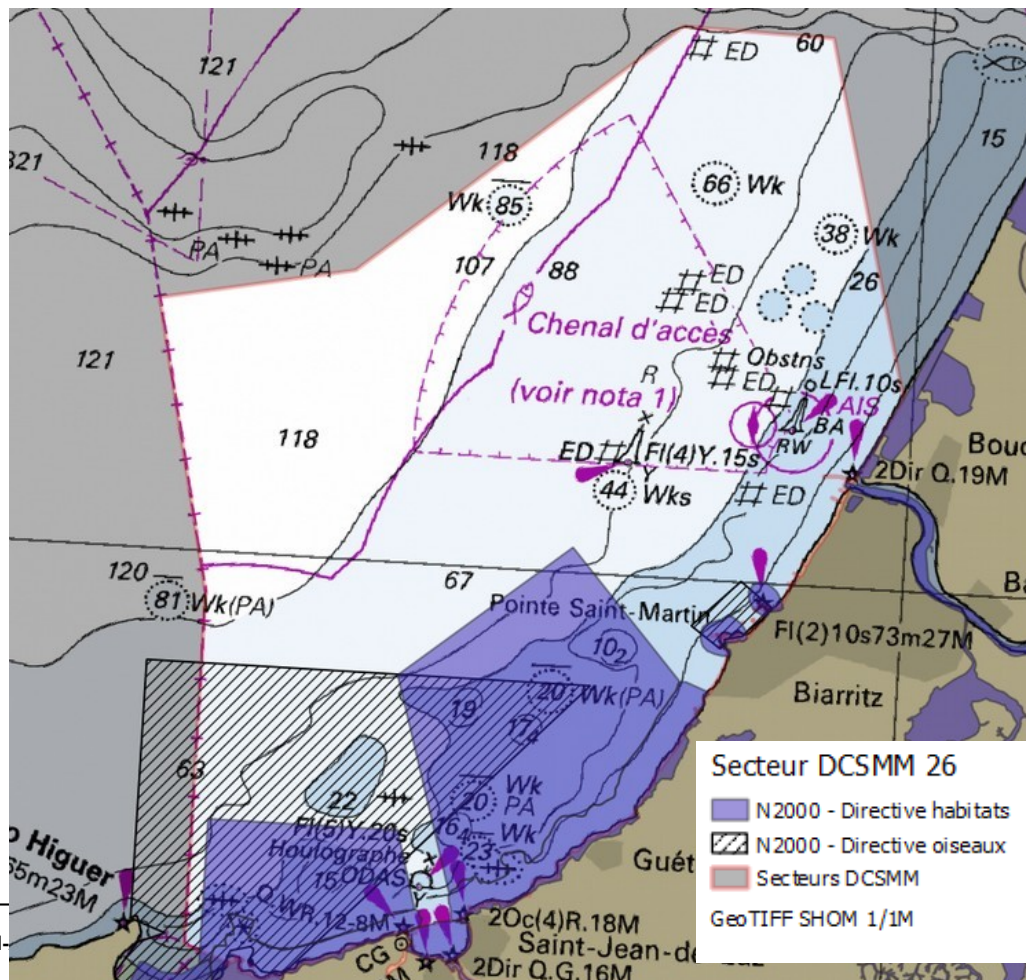 ED
60
121
15
321
118
66 Wk
Wk 85
38 Wk
PA
PA
107
88
ED
ED
26
121
Chenal d'accès
Obstns
R
ED
LFl.10s
(voir nota 1)
AIS
118
BA
RW
Bouc
ED
Fl(4)Y.15s
2Dir Q.19M
Y
44 Wks
ED
120
67
81 Wk(PA)
Pointe Saint-Martin
Fl(2)10s73m27M
10₂
20 Wk(PA)
Biarritz
19
17₄
63
Secteur DCSMM 26
22
20
Wk
PA
N2000 - Directive habitats
Fl(5)Y.20s
16₄
Wk
N2000 - Directive oiseaux
o Higuer
Houlographe
23
Guét
Secteurs DCSMM
65m23M
15
ODAS
Y
Q.WR.12-8M
GeoTIFF SHOM 1/1M
2Oc(4)R.18M
CG
Saint-Jean-de
2Dir Q.G.16M